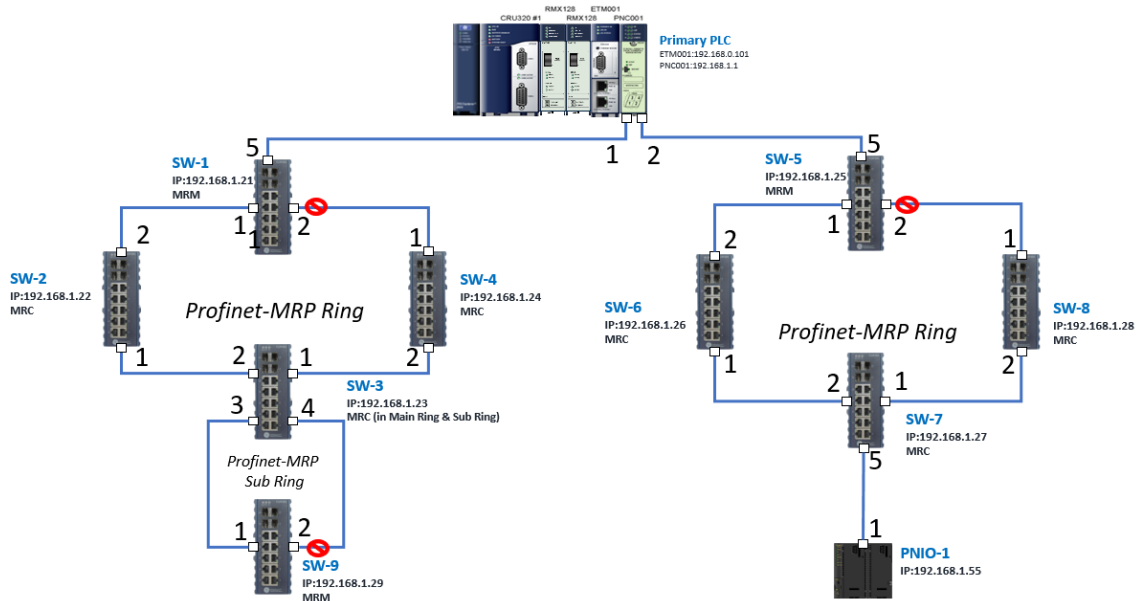 RMX128 ETM001
CRU320 #1 RMX128 PNC001
Primary PLC
ETM001:192.168.0.101
PNC001:192.168.1.1
1 2
5
SW-1
IP:192.168.1.21
MRM
1 2
1
2
SW-2
IP:192.168.1.22
MRC
1
1
SW-4
IP:192.168.1.24
MRC
2
Profinet-MRP Ring
2 1
SW-3
IP:192.168.1.23
MRC (in Main Ring & Sub Ring)
3 4
Profinet-MRP
Sub Ring
1 2
SW-9
IP:192.168.1.29
MRM
5
SW-5
IP:192.168.1.25
MRM
1 2
2
SW-6
IP:192.168.1.26
MRC
1
1
SW-8
IP:192.168.1.28
MRC
2
Profinet-MRP Ring
2 1
SW-7
IP:192.168.1.27
MRC
5
1
PNIO-1
IP:192.168.1.55